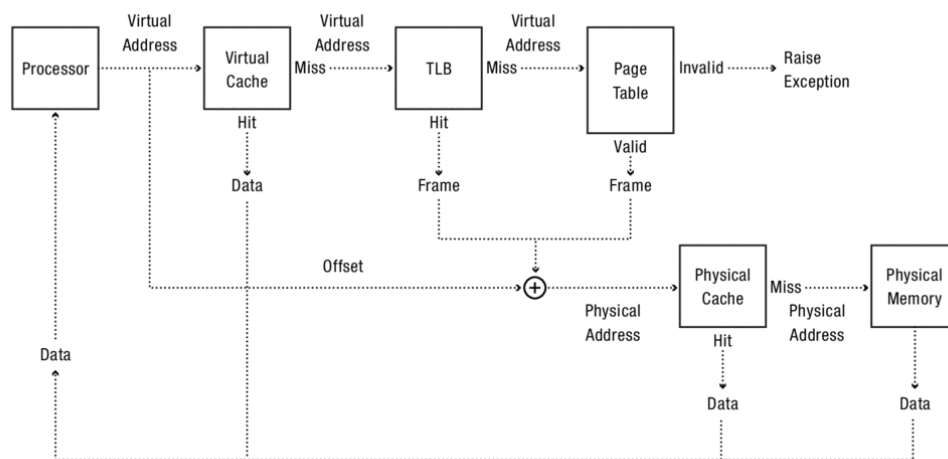 Virtual
Address
Virtual
Address
Virtual
Address
Processor
Virtual
Cache
Miss
TLB
Miss
Page
Table
Invalid
Raise
Exception
Hit
Hit
Valid
Data
Frame
Frame
Offset
+
Physical
Address
Physical
Cache
Miss
Physical
Address
Physical
Memory
Hit
Data
Data
Data